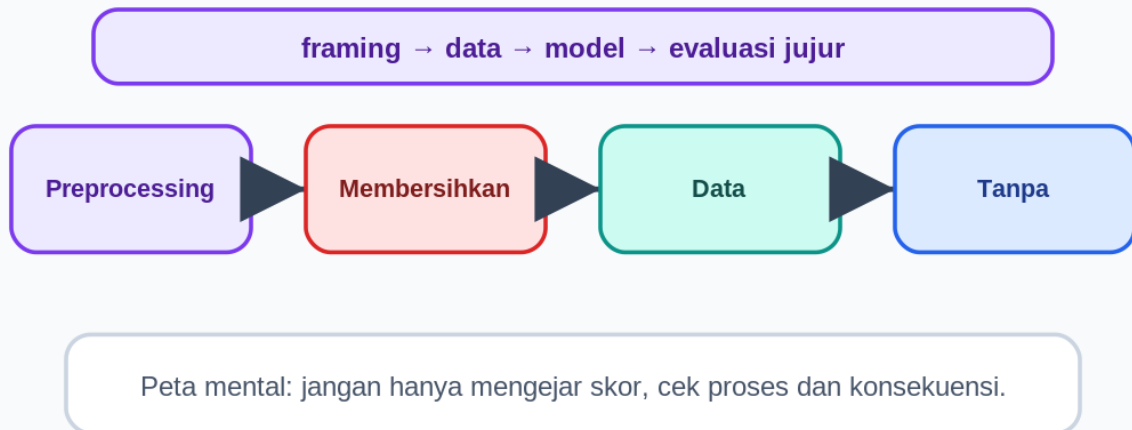 framing → data → model → evaluasi jujur
Preprocessing
Membersihkan
Data
Tanpa
Peta mental: jangan hanya mengejar skor, cek proses dan konsekuensi.